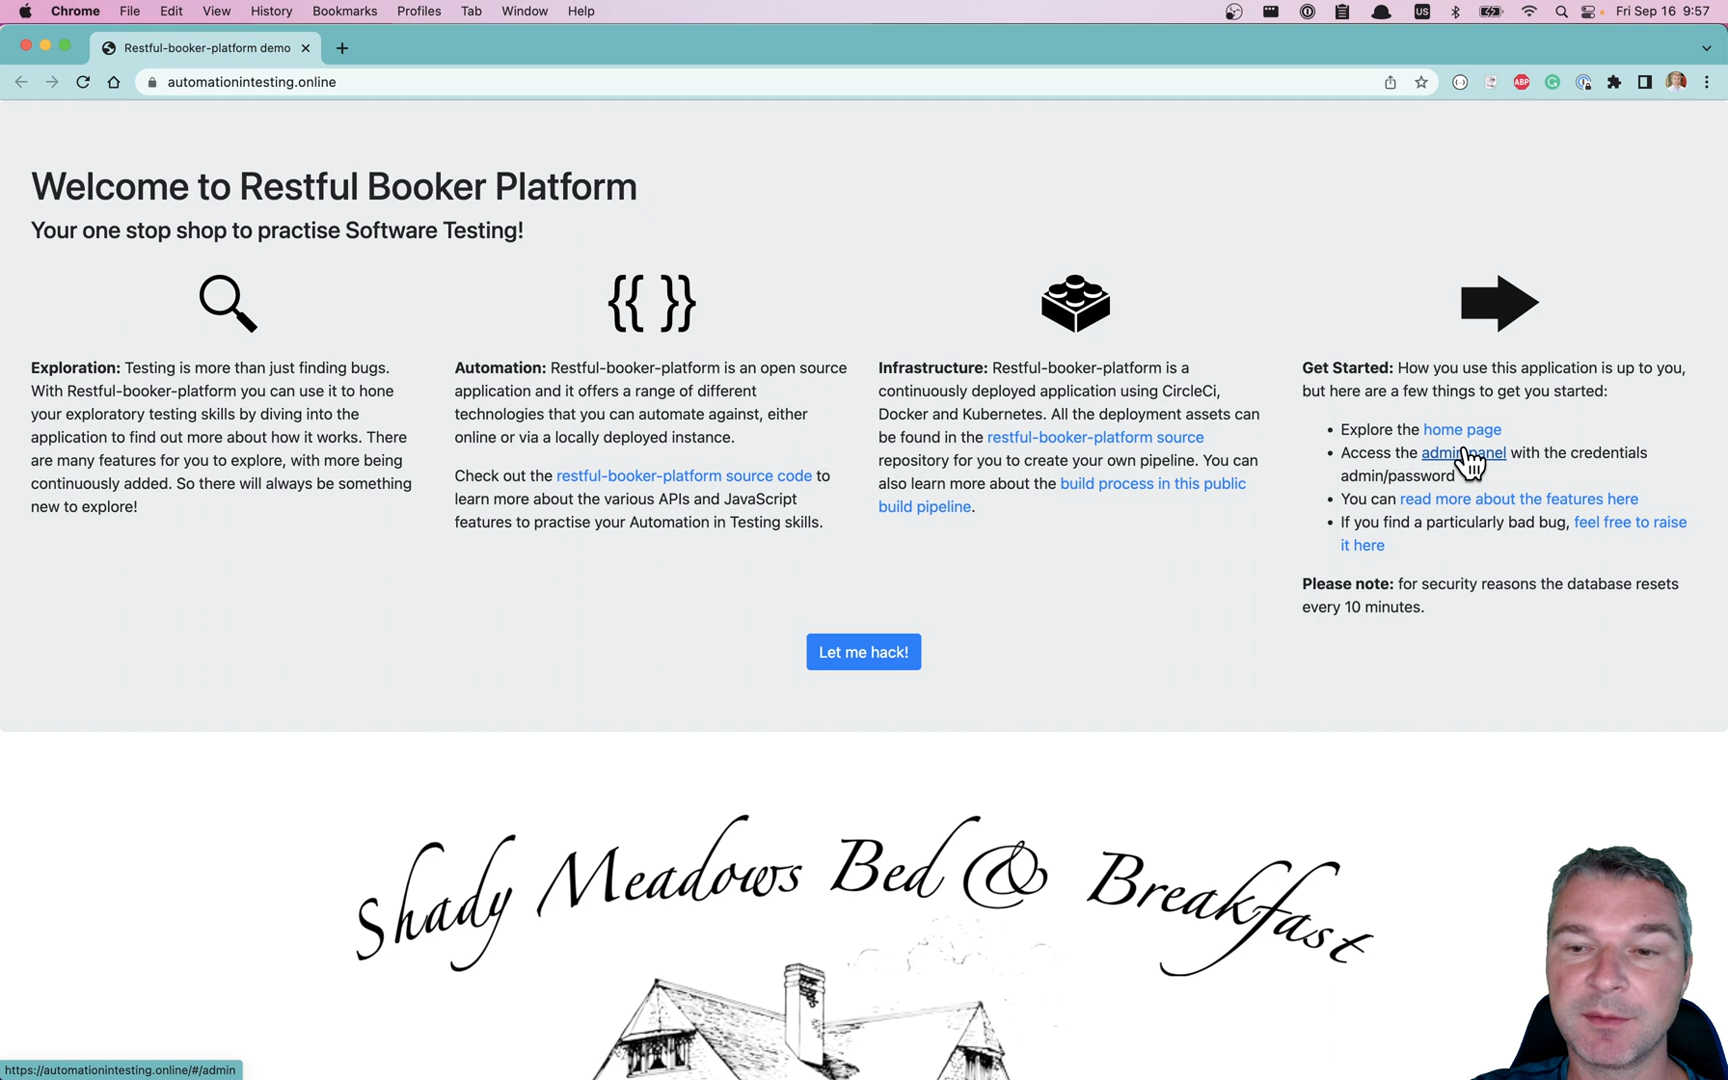 Chrome File Edit View History Bookmarks Profiles Tab Window Help US Fri Sep 16 9:57
Restful-booker-platform demo
automationintesting.online ABP
Welcome to Restful Booker Platform
Your one stop shop to practise Software Testing!
{{ }}
Exploration: Testing is more than just finding bugs.
With Restful-booker-platform you can use it to hone
your exploratory testing skills by diving into the
application to find out more about how it works. There
are many features for you to explore, with more being
continuously added. So there will always be something
new to explore!
Automation: Restful-booker-platform is an open source
application and it offers a range of different
technologies that you can automate against, either
online or via a locally deployed instance.
Check out the restful-booker-platform source code to
learn more about the various APIs and JavaScript
features to practise your Automation in Testing skills.
Infrastructure: Restful-booker-platform is a
continuously deployed application using CircleCi,
Docker and Kubernetes. All the deployment assets can
be found in the restful-booker-platform source
repository for you to create your own pipeline. You can
also learn more about the build process in this public
build pipeline.
Get Started: How you use this application is up to you,
but here are a few things to get you started:
• Explore the home page
• Access the admin panel with the credentials
admin/password
• You can read more about the features here
• If you find a particularly bad bug, feel free to raise
it here
Please note: for security reasons the database resets
every 10 minutes.
Let me hack!
Shady Meadows Bed & Breakfast
https://automationintesting.online/#/admin